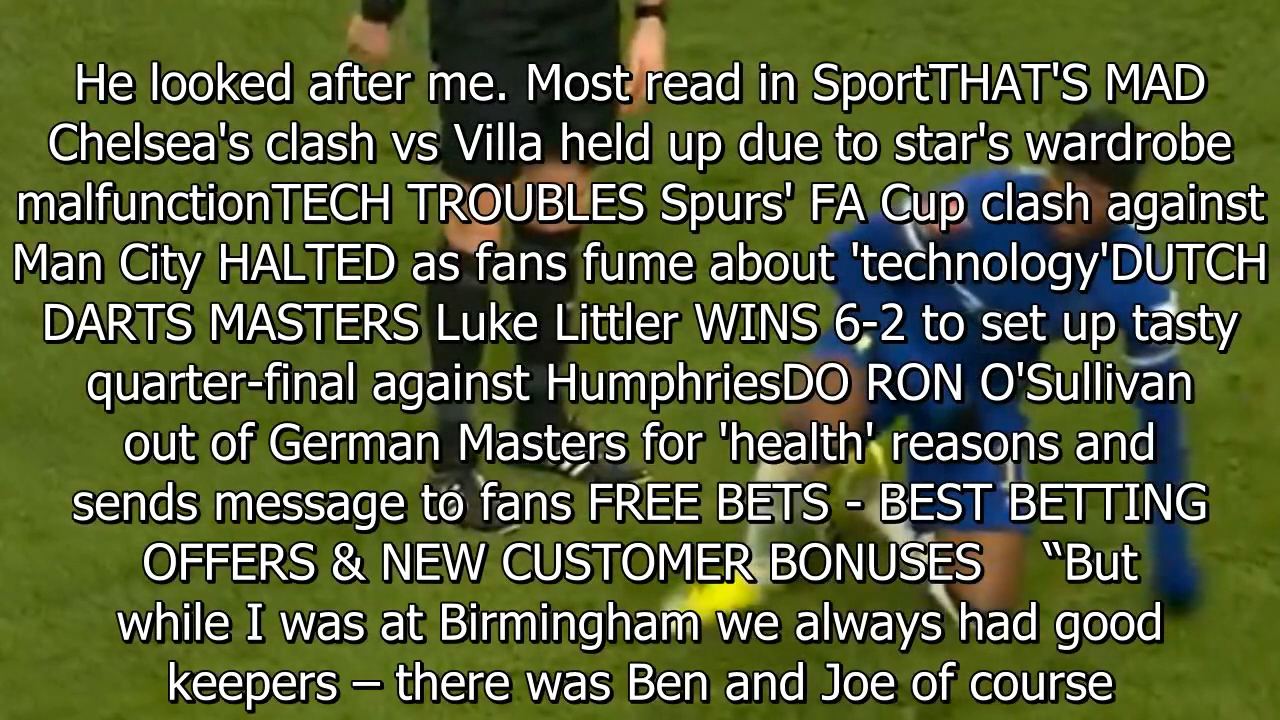 He looked after me. Most read in SportTHAT'S MAD
Chelsea's clash vs Villa held up due to star's wardrobe
malfunctionTECH TROUBLES Spurs' FA Cup clash against
Man City HALTED as fans fume about 'technology'DUTCH
DARTS MASTERS Luke Littler WINS 6-2 to set up tasty
quarter-final against HumphriesDO RON O'Sullivan
out of German Masters for 'health' reasons and
sends message to fans FREE BETS - BEST BETTING
OFFERS & NEW CUSTOMER BONUSES “But
while I was at Birmingham we always had good
keepers – there was Ben and Joe of course